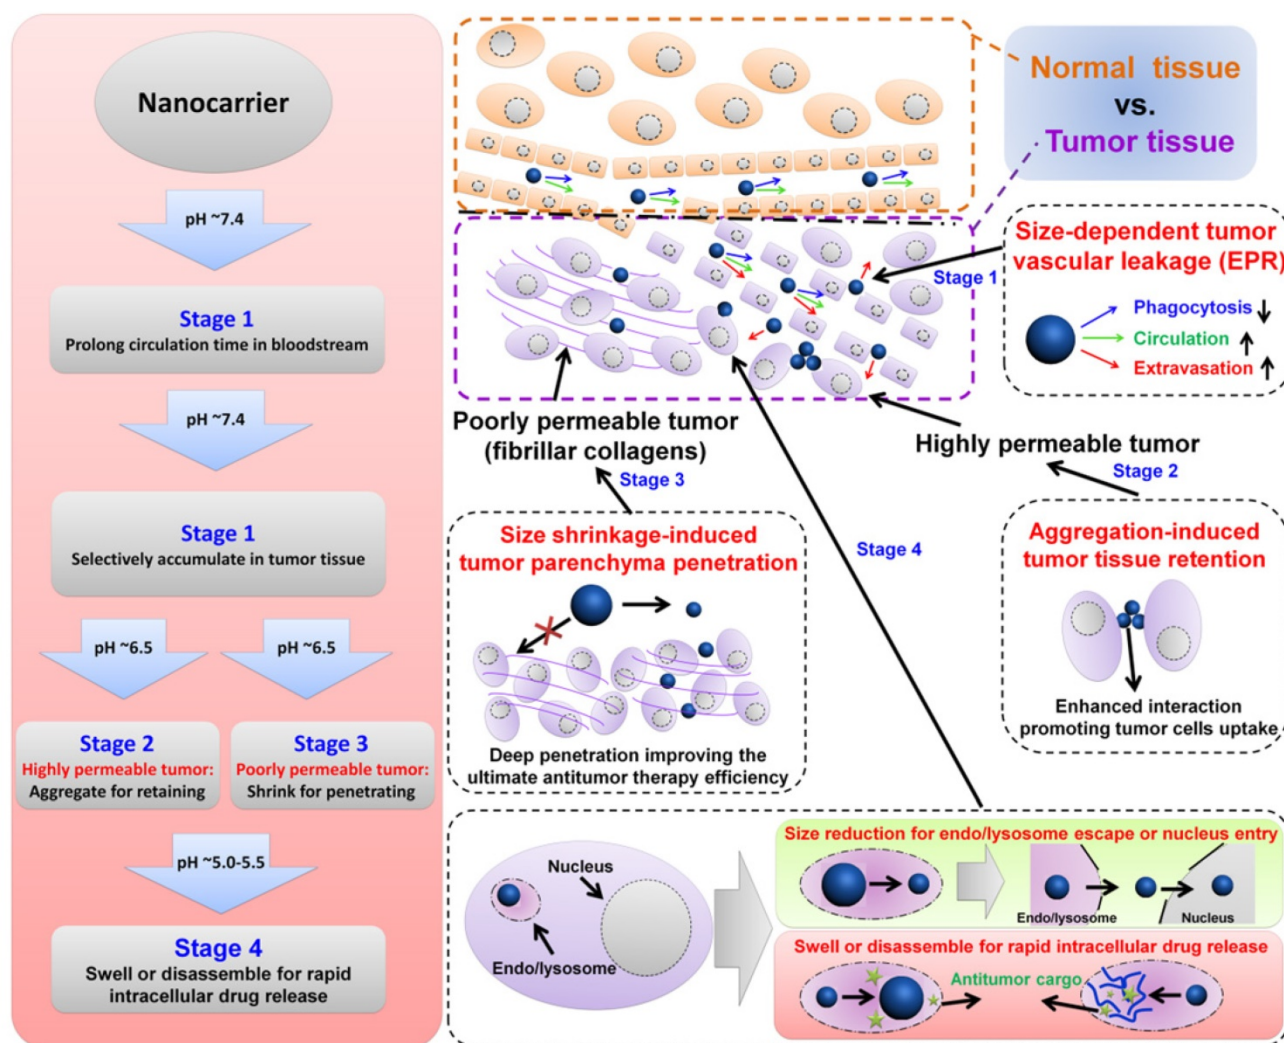 Nanocarrier
pH ~7.4
Stage 1
Prolong circulation time in bloodstream
pH ~7.4
Stage 1
Selectively accumulate in tumor tissue
pH ~6.5
pH ~6.5
Stage 2
Highly permeable tumor:
Aggregate for retaining
Stage 3
Poorly permeable tumor:
Shrink for penetrating
pH ~5.0-5.5
Stage 4
Swell or disassemble for rapid
intracellular drug release
Normal tissue
vs.
Tumor tissue
Stage 1
Size-dependent tumor
vascular leakage (EPR)
Phagocytosis
Circulation
Extravasation
Poorly permeable tumor
(fibrillar collagens)
Highly permeable tumor
Stage 3
Stage 2
Stage 4
Size shrinkage-induced
tumor parenchyma penetration
Deep penetration improving the
ultimate antitumor therapy efficiency
Aggregation-induced
tumor tissue retention
Enhanced interaction
promoting tumor cells uptake
Nucleus
Endo/lysosome
Size reduction for endo/lysosome escape or nucleus entry
Endo/lysosome
Nucleus
Swell or disassemble for rapid intracellular drug release
Antitumor cargo